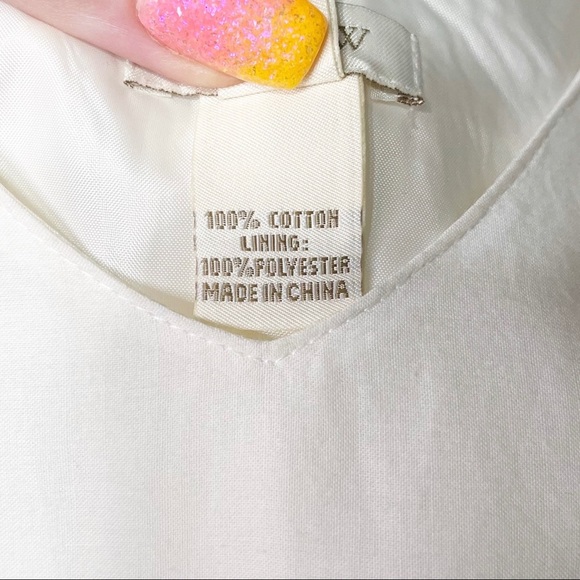 W
100% COTTON
LINING:
100% POLYESTER
MADE IN CHINA